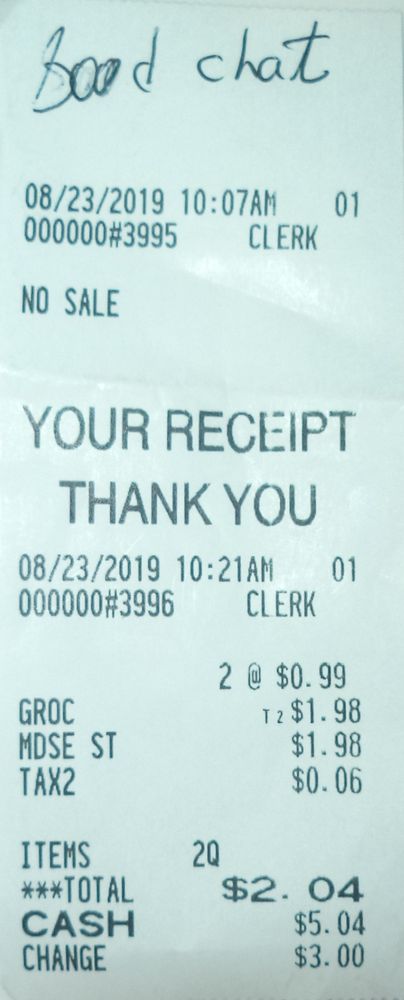 chat
08/23/2019 10:07AM 01
000000#3995 CLERK
NO SALE
YOUR RECEIPT
THANK YOU
08/23/2019 10:21AM 01
000000#3996 CLERK
2 @ $0.99
GROC T2 $1.98
MDSE ST $1.98
TAX2 $0.06
ITEMS 2Q
***TOTAL $2.04
CASH $5.04
CHANGE $3.00